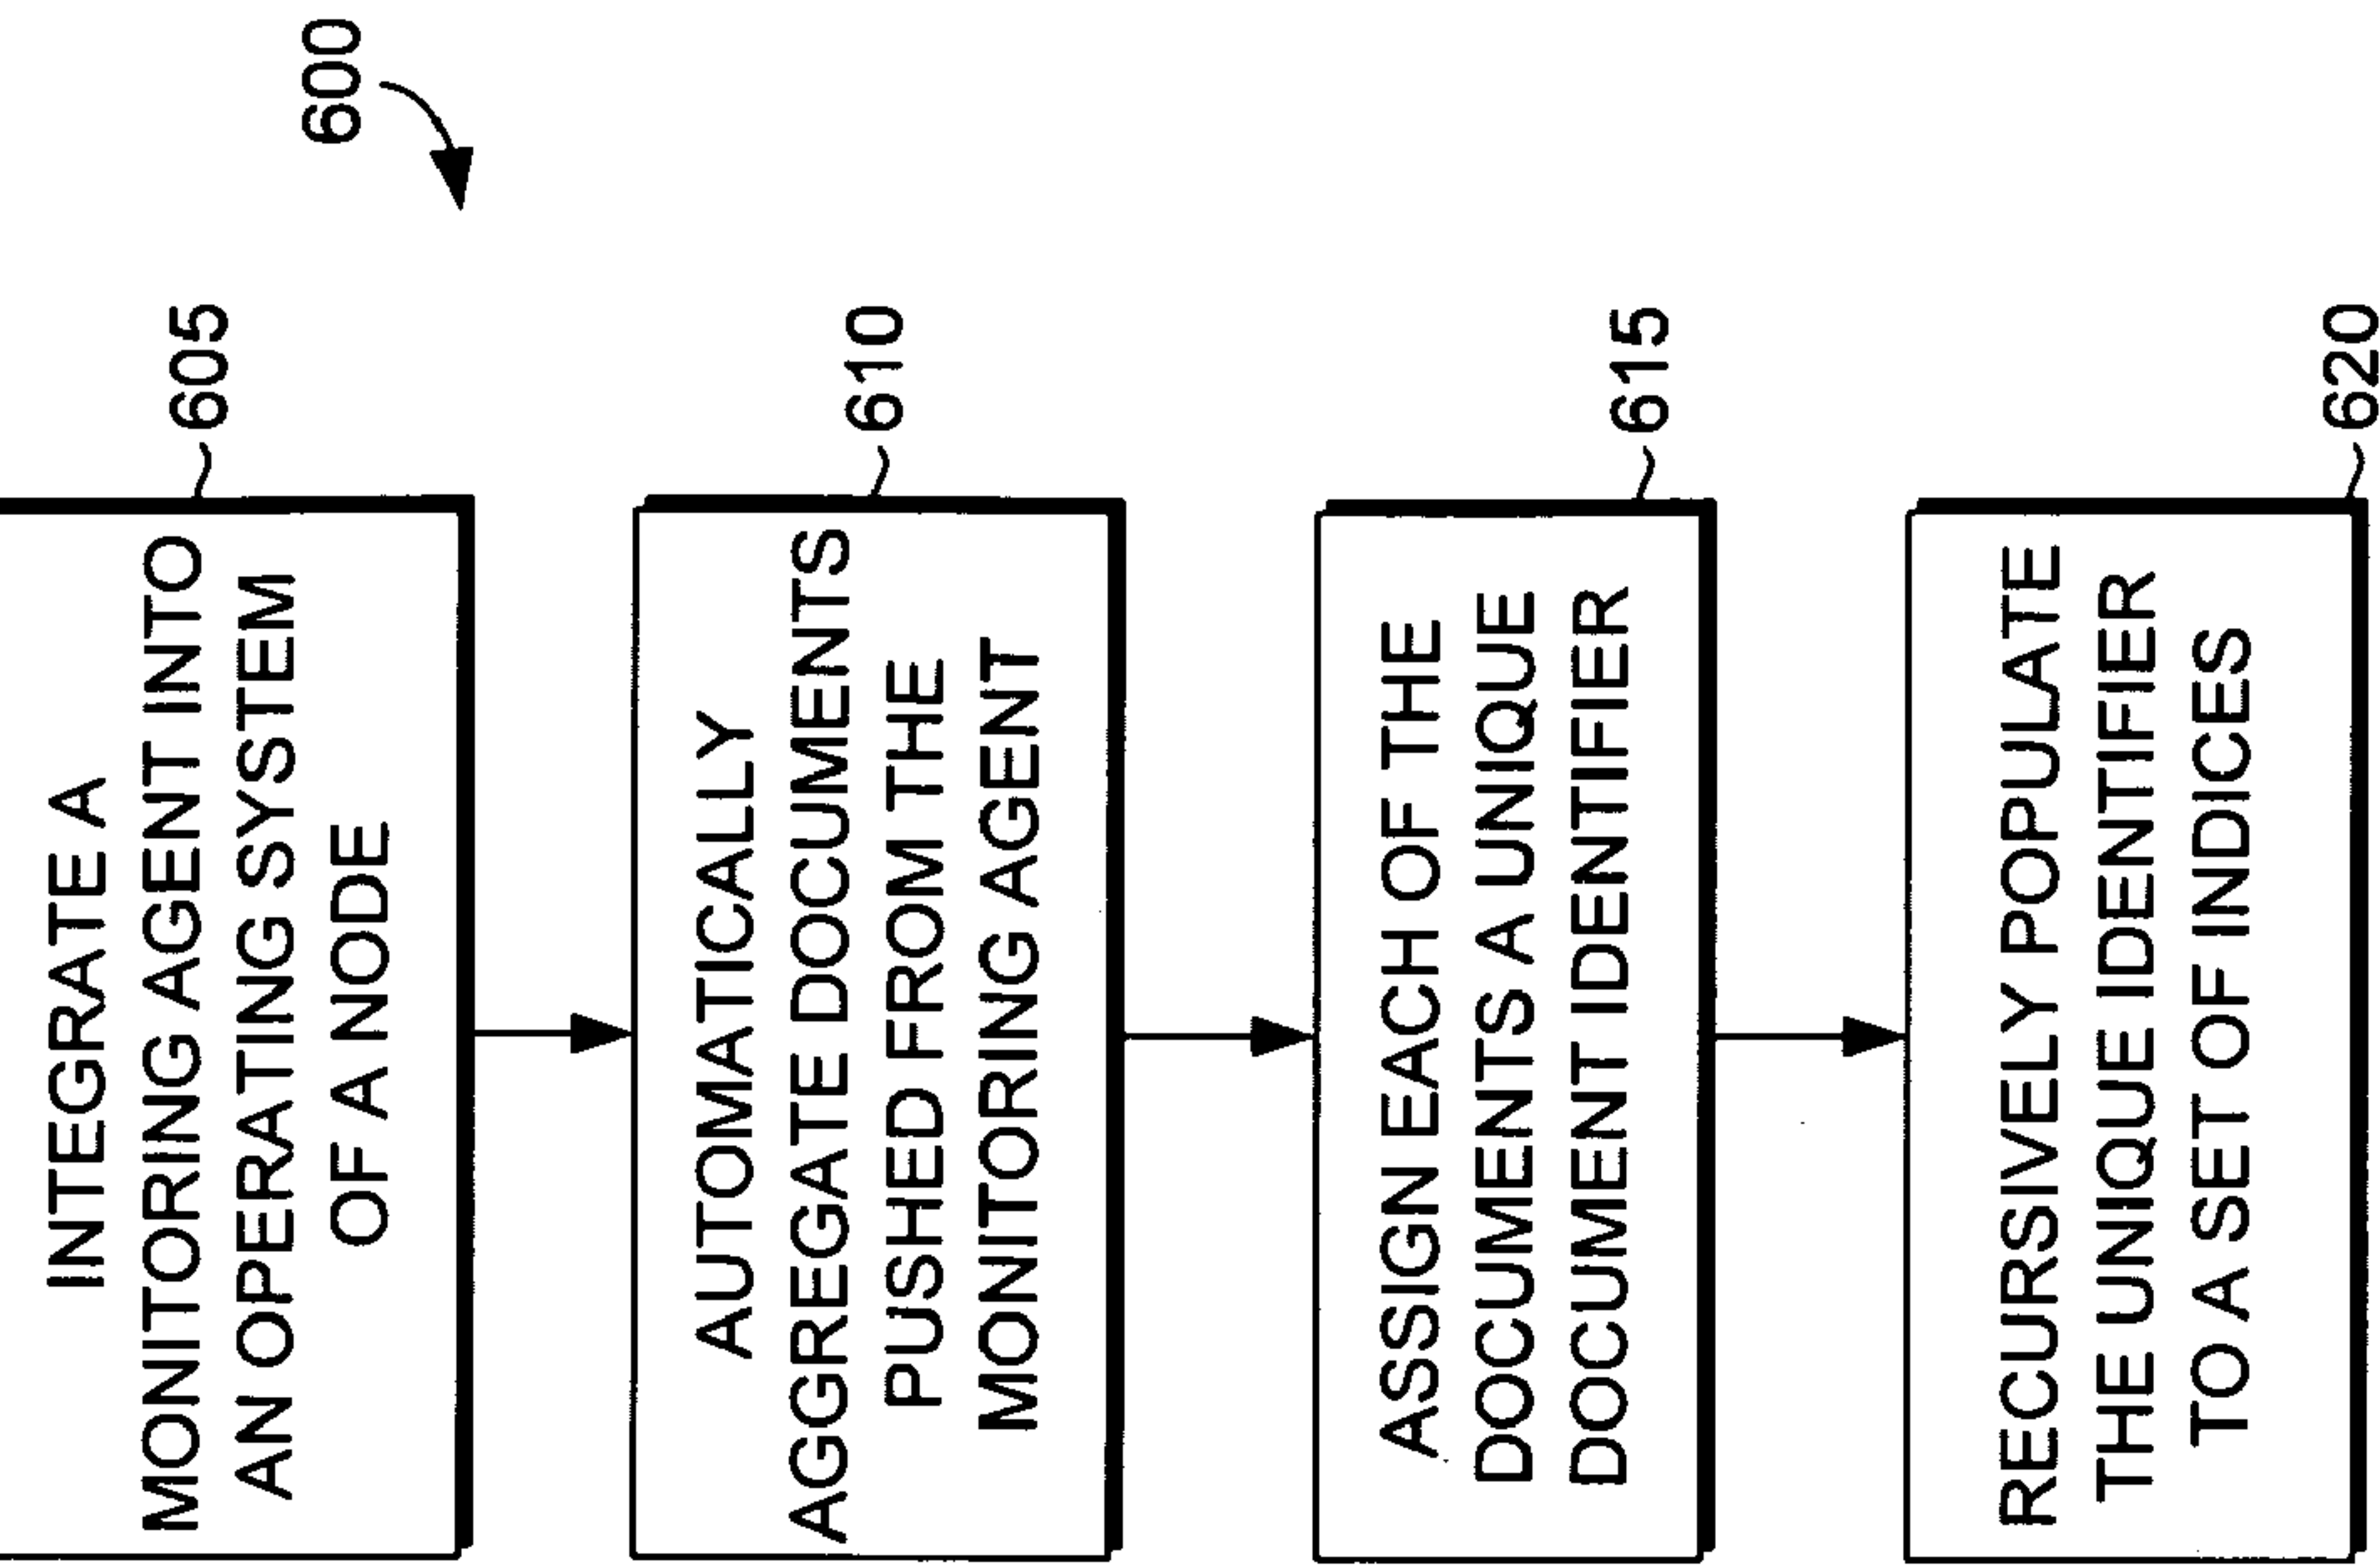 600
INTEGRATE A
MONITORING AGENT INTO
AN OPERATING SYSTEM
OF A NODE
605
AUTOMATICALLY
AGGREGATE DOCUMENTS
PUSHED FROM THE
MONITORING AGENT
610
ASSIGN EACH OF THE
DOCUMENTS A UNIQUE
DOCUMENT IDENTIFIER
615
RECURSIVELY POPULATE
THE UNIQUE IDENTIFIER
TO A SET OF INDICES
620